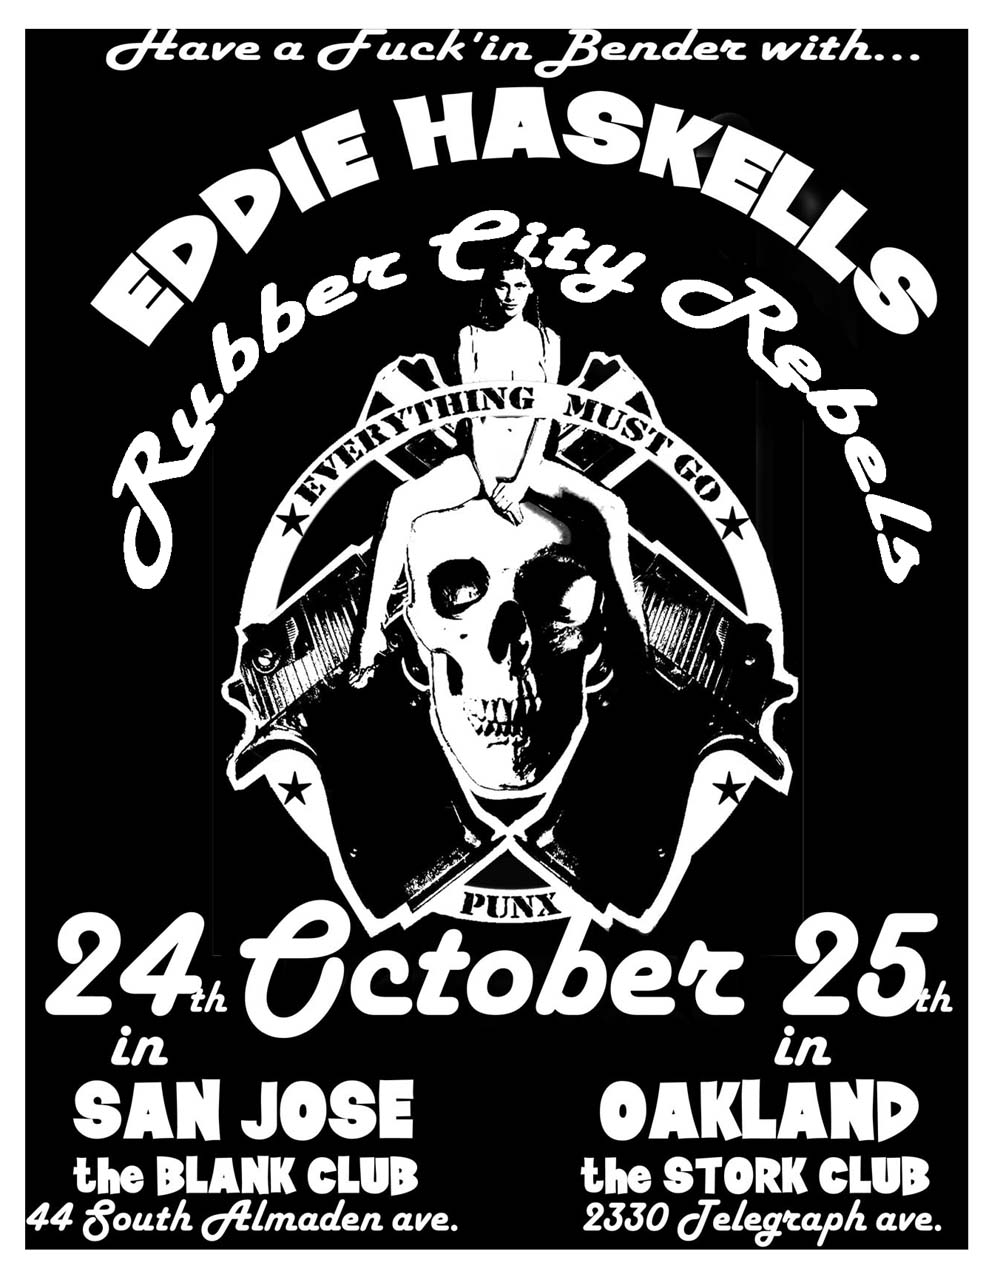 Have a Fuck'in Bender with...
EDDIE HASKELLS
Rubber City Rebels
EVERYTHING MUST GO
PUNX
24th October 25th
in in
SAN JOSE OAKLAND
the BLANK CLUB the STORK CLUB
44 South Almaden ave. 2330 Telegraph ave.